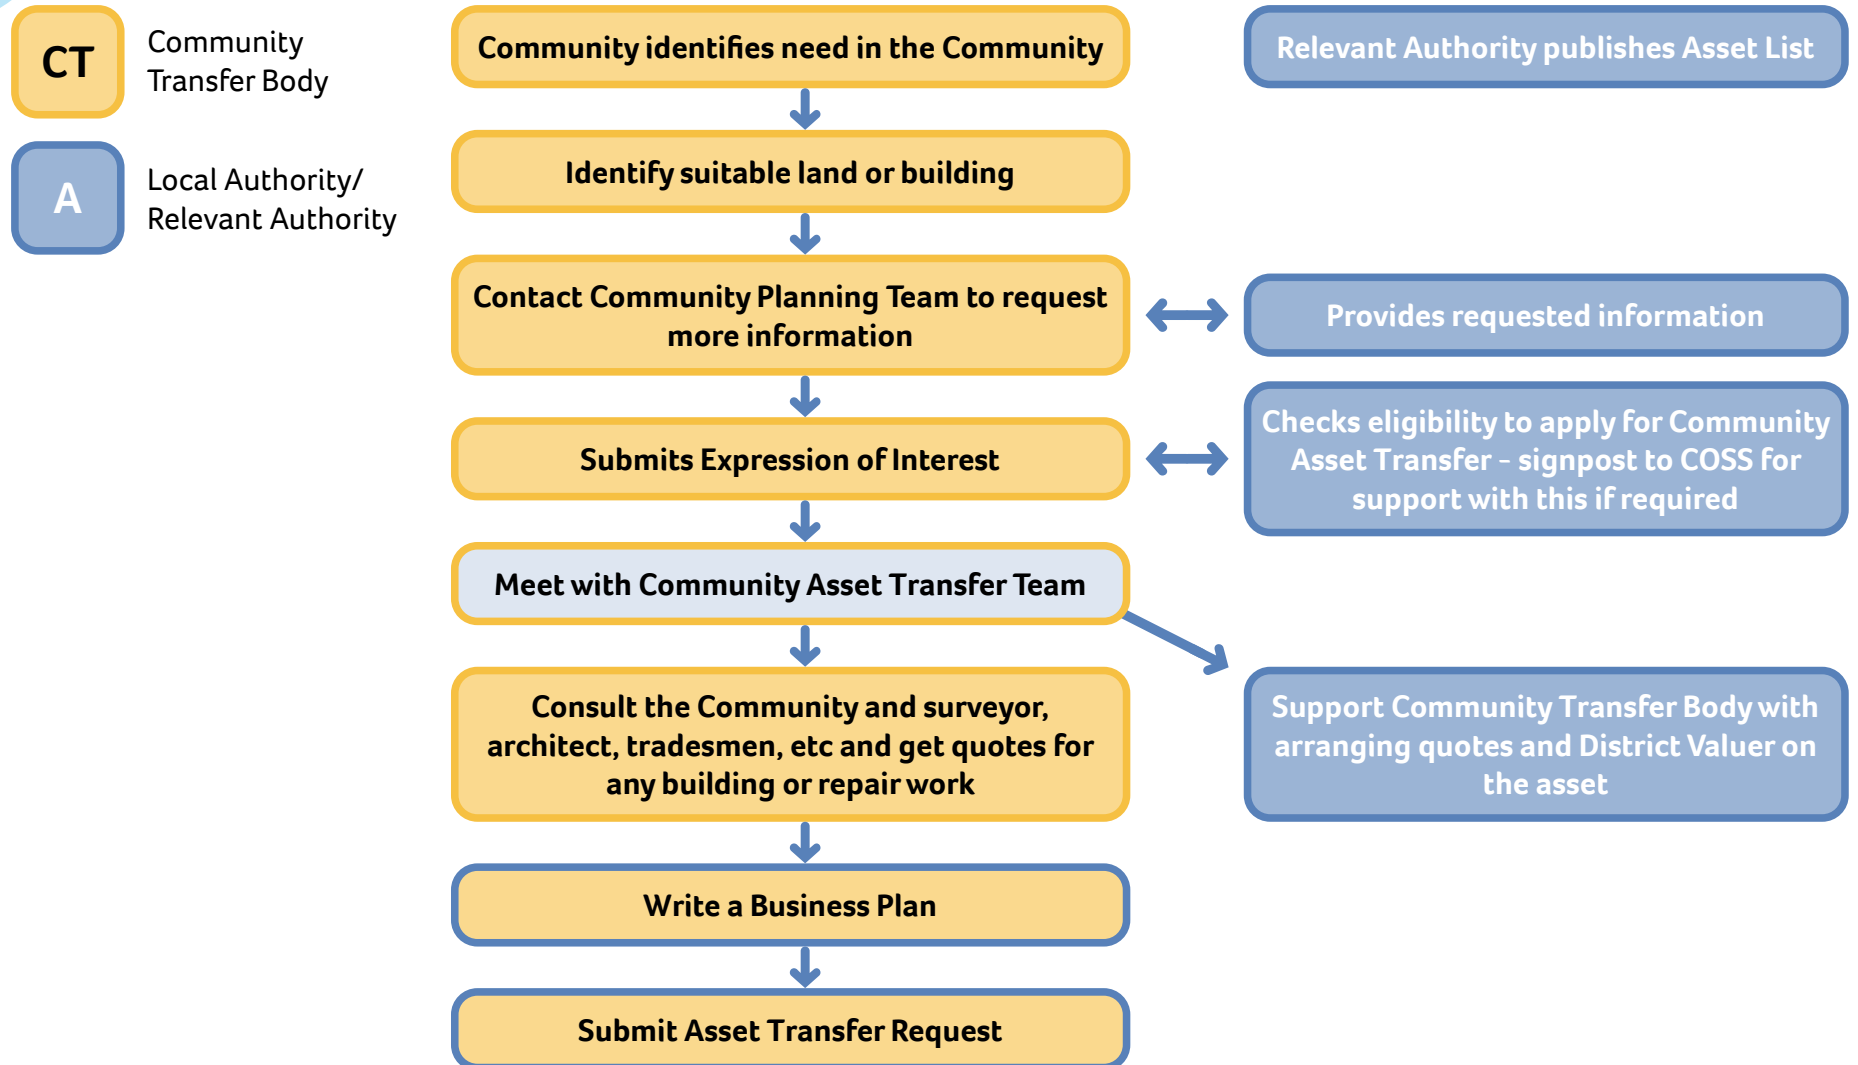 CT
Community
Transfer Body
A
Local Authority/
Relevant Authority
Community identifies need in the Community
Relevant Authority publishes Asset List
Identify suitable land or building
Contact Community Planning Team to request
more information
Provides requested information
Submits Expression of Interest
Checks eligibility to apply for Community
Asset Transfer - signpost to COSS for
support with this if required
Meet with Community Asset Transfer Team
Consult the Community and surveyor,
architect, tradesmen, etc and get quotes for
any building or repair work
Support Community Transfer Body with
arranging quotes and District Valuer on
the asset
Write a Business Plan
Submit Asset Transfer Request